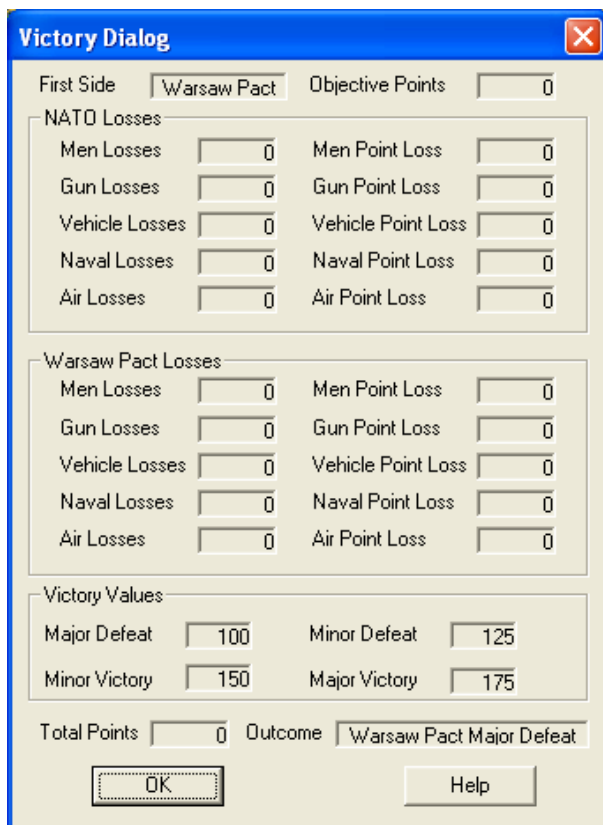 Victory Dialog
First Side Warsaw Pact Objective Points 0
NATO Losses
Men Losses 0 Men Point Loss 0
Gun Losses 0 Gun Point Loss 0
Vehicle Losses 0 Vehicle Point Loss 0
Naval Losses 0 Naval Point Loss 0
Air Losses 0 Air Point Loss 0
Warsaw Pact Losses
Men Losses 0 Men Point Loss 0
Gun Losses 0 Gun Point Loss 0
Vehicle Losses 0 Vehicle Point Loss 0
Naval Losses 0 Naval Point Loss 0
Air Losses 0 Air Point Loss 0
Victory Values
Major Defeat 100 Minor Defeat 125
Minor Victory 150 Major Victory 175
Total Points 0 Outcome Warsaw Pact Major Defeat
OK Help